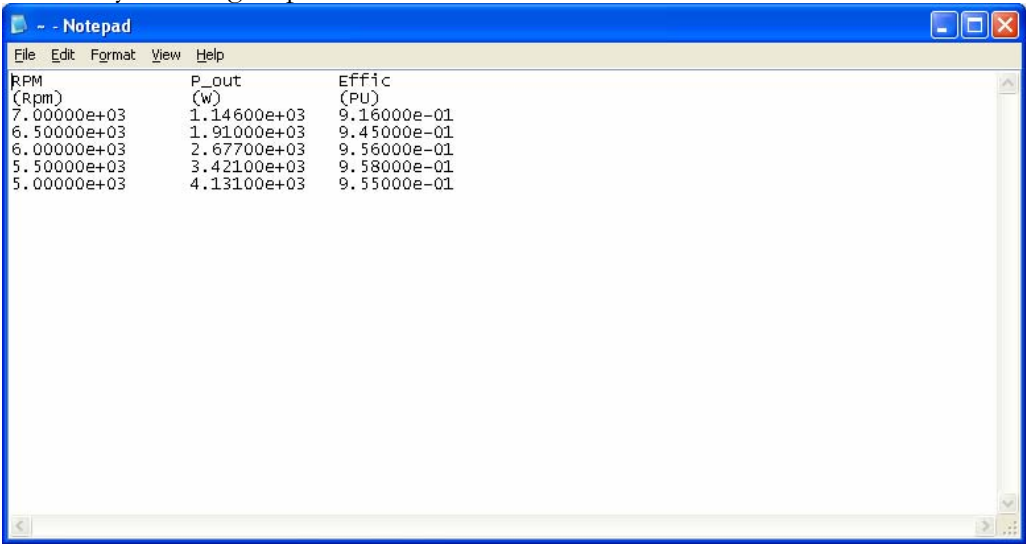 ~ - Notepad
File Edit Format View Help
RPM P_out Effic
(Rpm) (W) (PU)
7.00000e+03 1.14600e+03 9.16000e-01
6.50000e+03 1.91000e+03 9.45000e-01
6.00000e+03 2.67700e+03 9.56000e-01
5.50000e+03 3.42100e+03 9.58000e-01
5.00000e+03 4.13100e+03 9.55000e-01